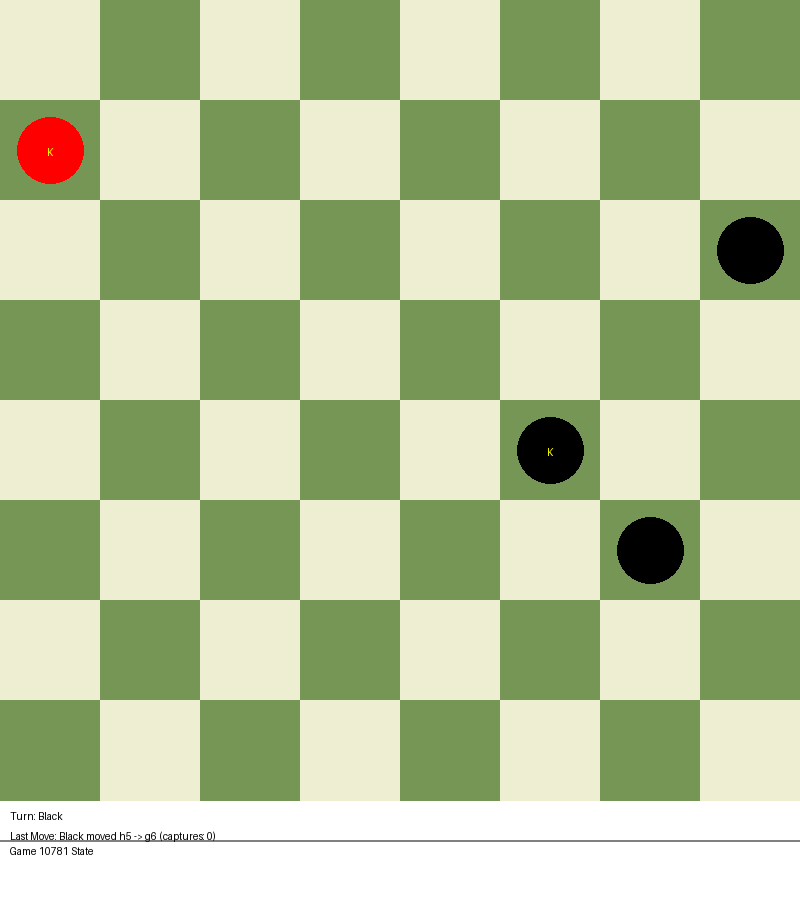 K
K
Turn: Black
Last Move: Black moved h5 -> g6 (captures: 0)
Game 10781 State